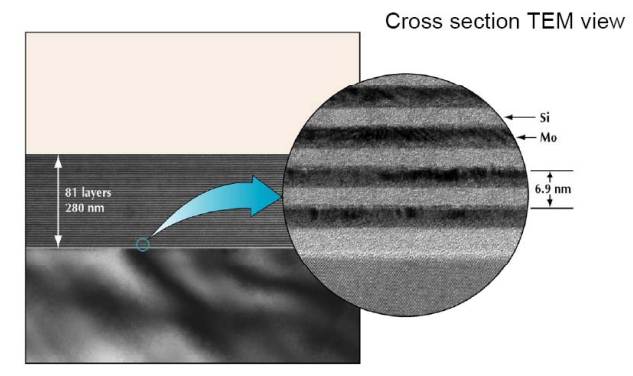 Cross section TEM view
Si
Mo
81 layers
280 nm
6.9 nm